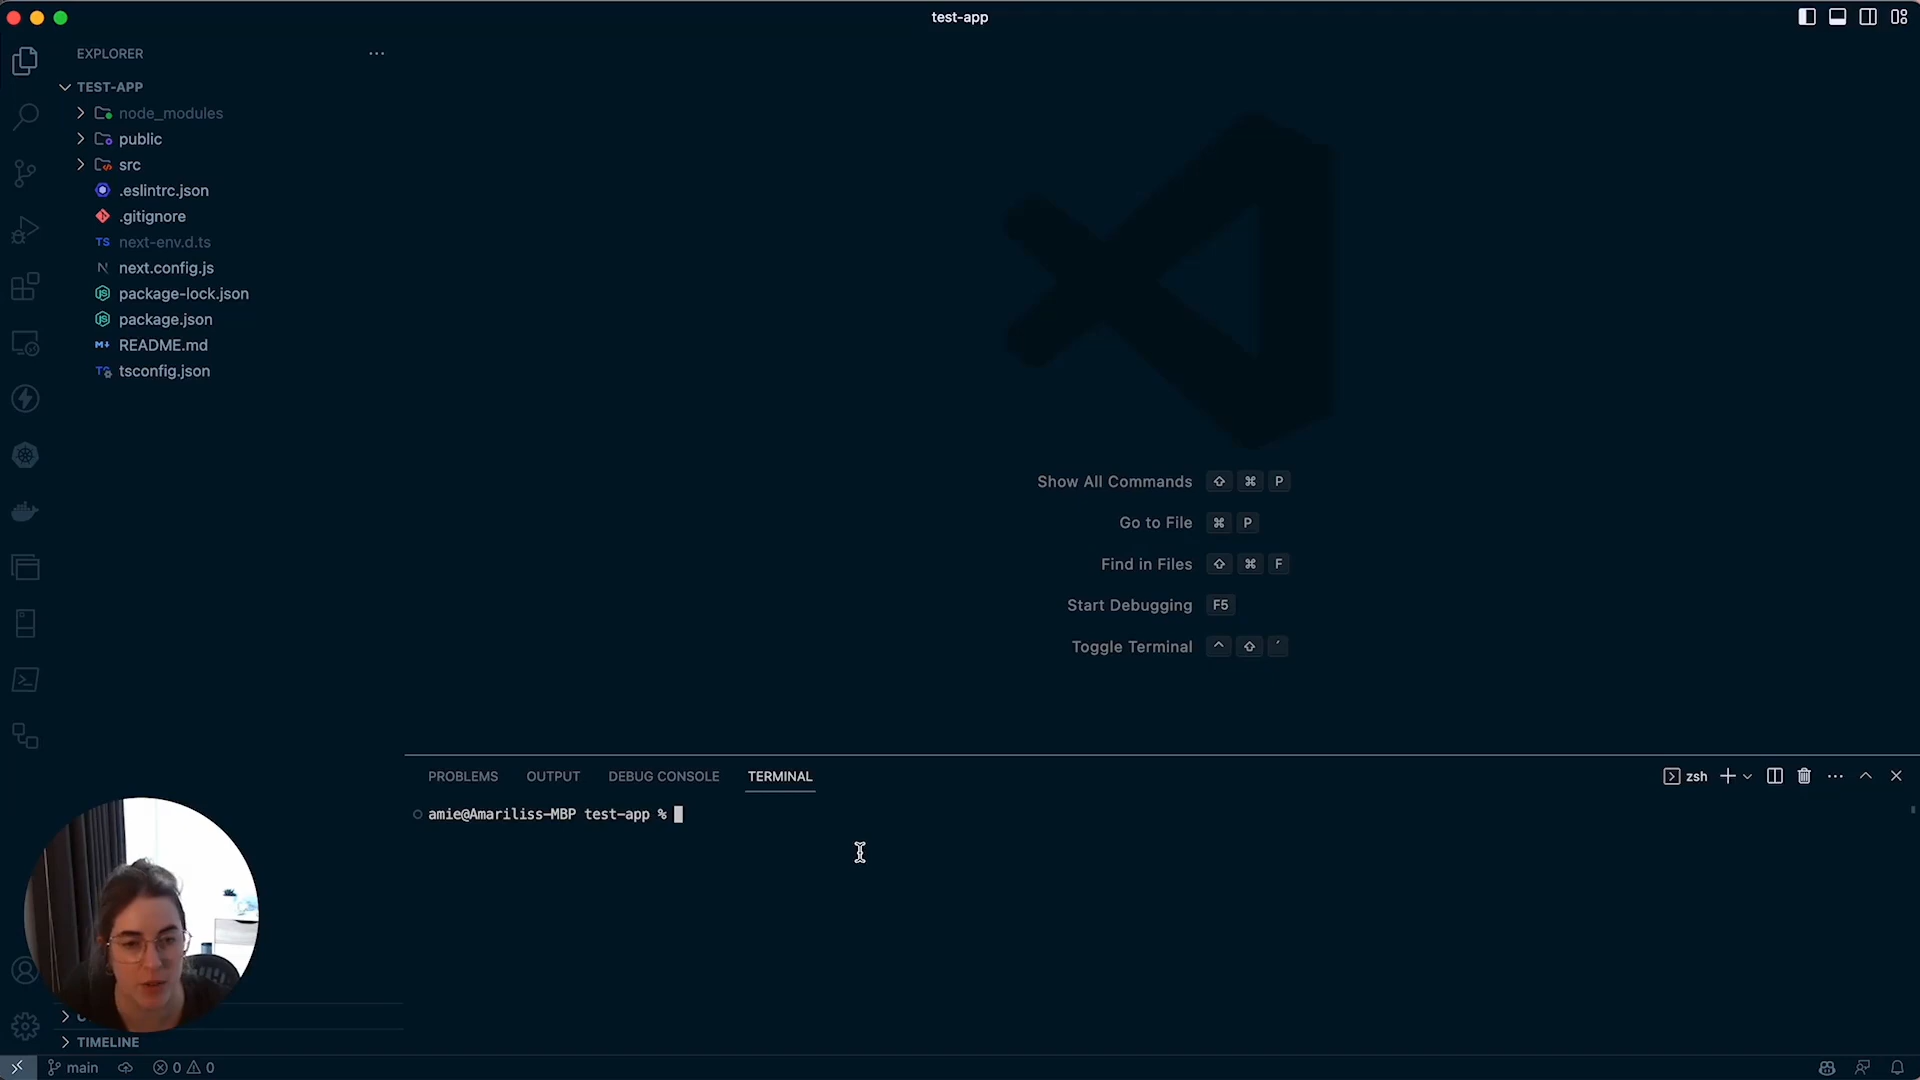 test-app
EXPLORER
TEST-APP
node_modules
public
src
.eslintrc.json
.gitignore
TS next-env.d.ts
next.config.js
package-lock.json
package.json
README.md
tsconfig.json
Show All Commands ⇧ ⌘ P
Go to File ⌘ P
Find in Files ⇧ ⌘ F
Start Debugging F5
Toggle Terminal ^ ⇧ ´
PROBLEMS OUTPUT DEBUG CONSOLE TERMINAL
zsh
amie@Amariliss-MBP test-app %
TIMELINE
main 0 0